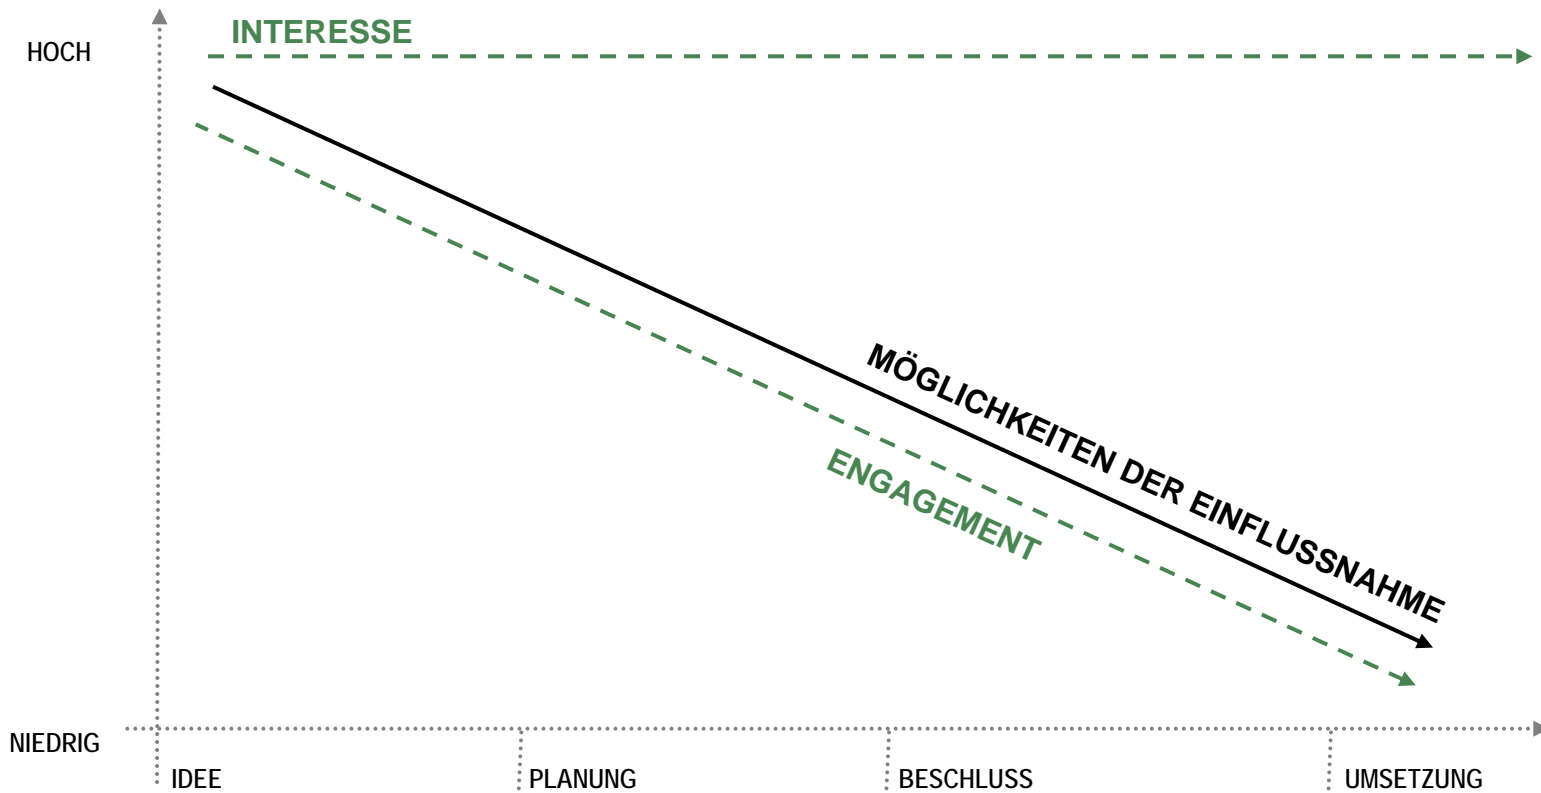 INTERESSE
HOCH
MÖGLICHKEITEN DER EINFLUSSNAHME
ENGAGEMENT
NIEDRIG
IDEE
PLANUNG
BESCHLUSS
UMSETZUNG